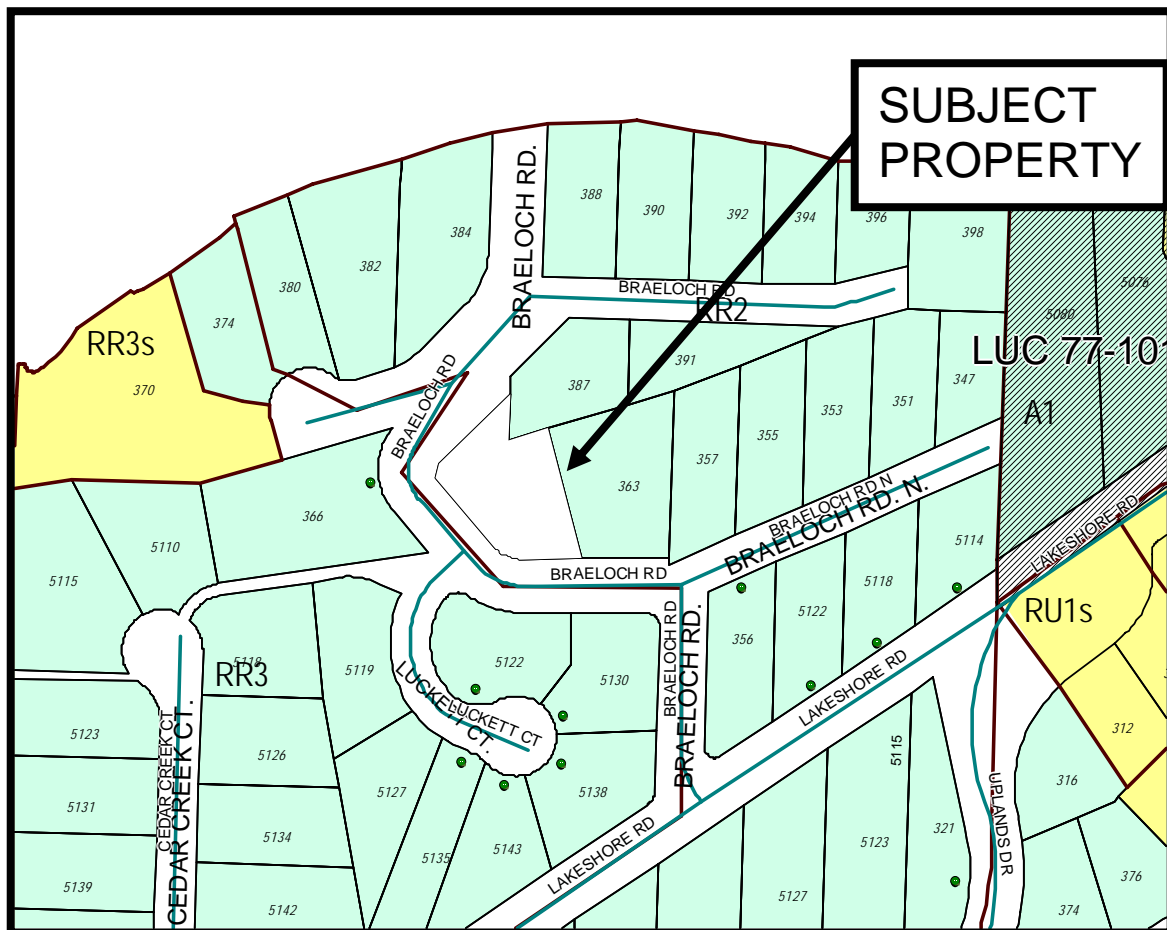 SUBJECT
PROPERTY
BRAELOCH RD.
388
390
392
394
396
398
384
382
380
374
5076
5080
BRAELOCH RD
RR2
LUC 77-101
RR3s
370
391
387
347
351
353
355
357
363
A1
BRAELOCH RD
366
BRAELOCH RD N
BRAELOCH RD. N.
LAKESHORE RD
5110
5115
BRAELOCH RD
5114
5118
5122
356
RU1s
5118
RR3
5119
5122
5130
BRAELOCH RD
BRAELOCH RD.
LAKESHORE RD
LUCKETT CT.
LUCKETT CT
312
5123
5126
CEDAR CREEK CT
CEDAR CREEK CT.
5115
316
UPLANDS DR
5127
5138
5131
5134
5135
5143
LAKESHORE RD
5123
321
5139
5142
5127
374
376